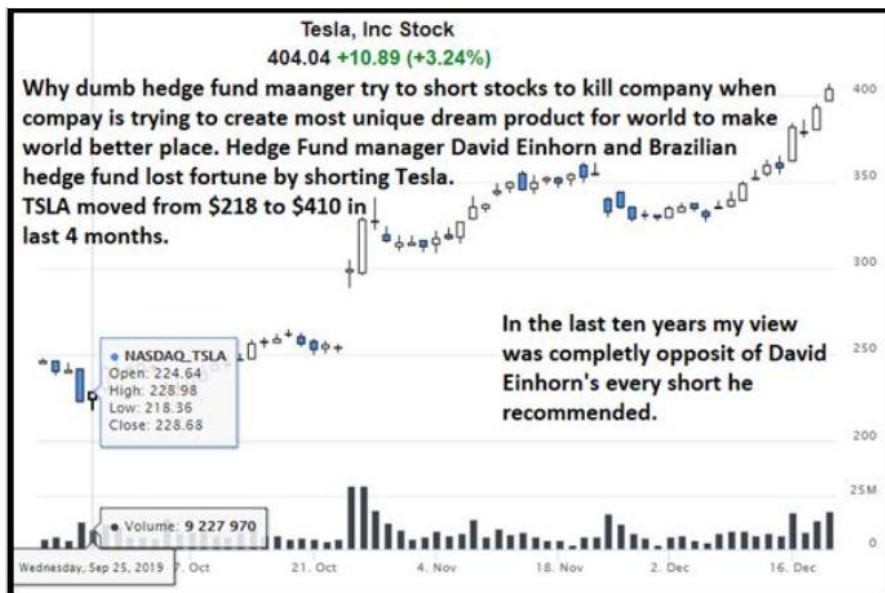 Tesla, Inc Stock
404.04 +10.89 (+3.24%)
Why dumb hedge fund maanger try to short stocks to kill company when
compay is trying to create most unique dream product for world to make
world better place. Hedge Fund manager David Einhorn and Brazilian
hedge fund lost fortune by shorting Tesla.
TSLA moved from $218 to $410 in
last 4 months.
400
350
300
In the last ten years my view
was completly opposit of David
Einhorn's every short he
recommended.
NASDAQ_TSLA
Open: 224.64
High: 228.98
Low: 218.36
Close: 228.68
250
200
25M
Volume: 9 227 970
0
Wednesday, Sep 25, 2019
7. Oct
21. Oct
4. Nov
18. Nov
2. Dec
16. Dec